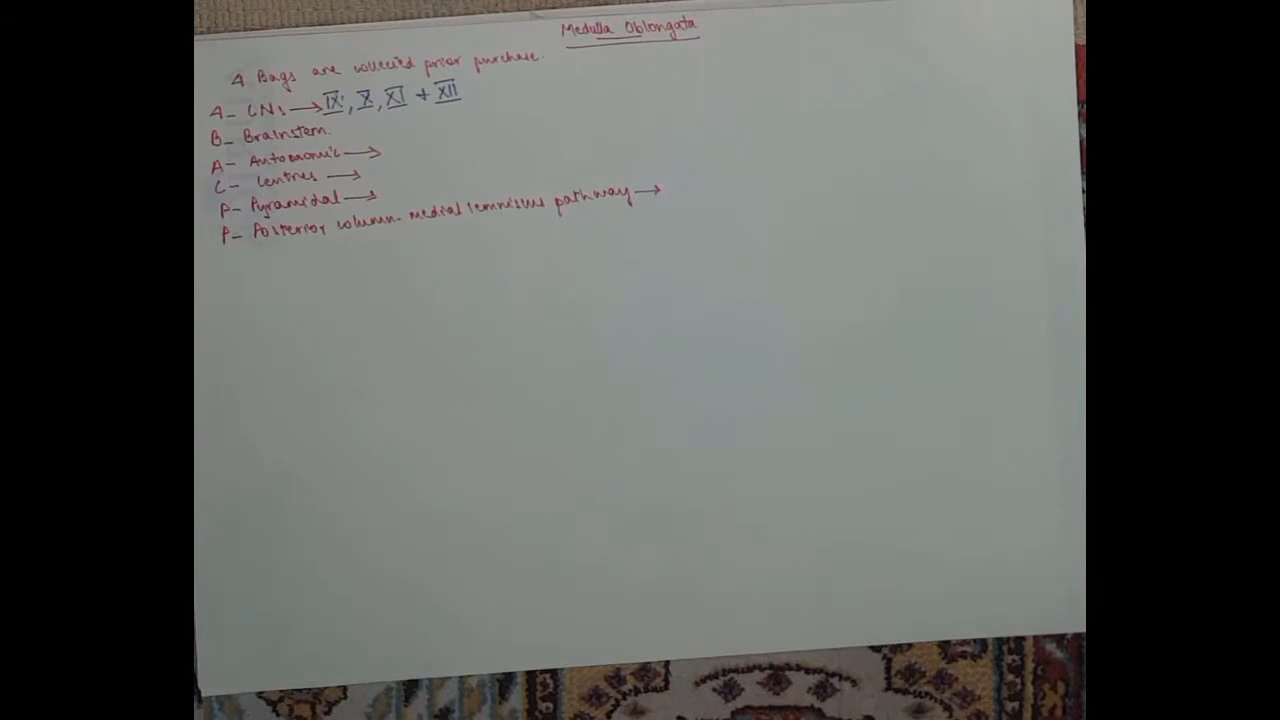 Medulla Oblongata
4 Bags are collected prior purchase.
4- CNs → IX, X, XI + XII
B- Brainstem.
A- Autonomic →
C- Centres →
P- Pyramidal →
P- Posterior column- medial lemniscus pathway →